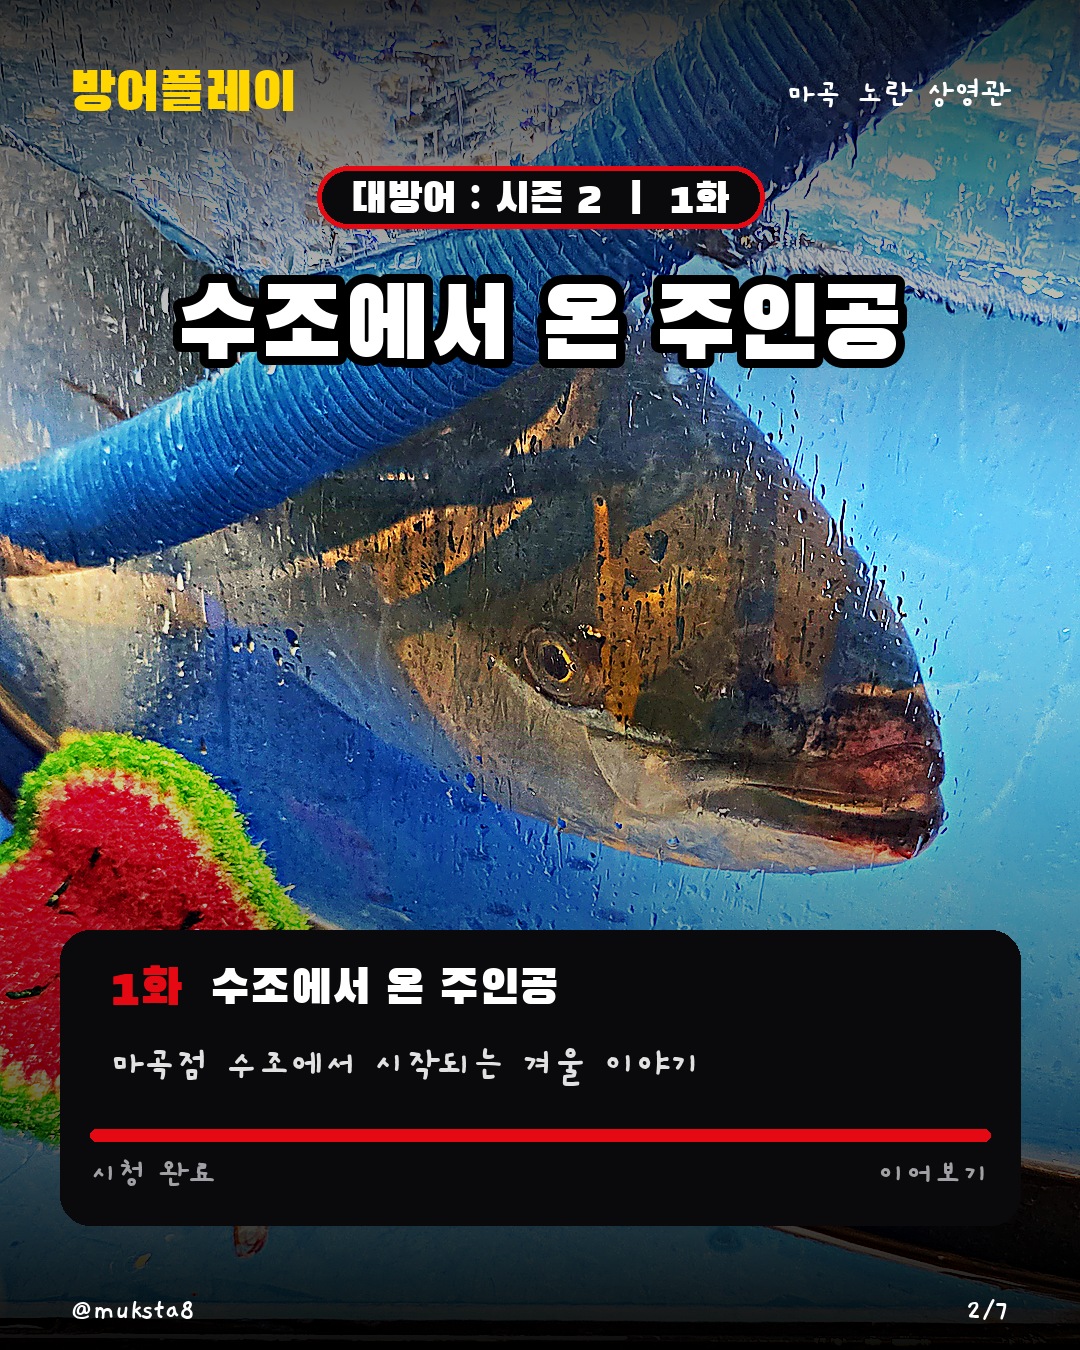 방어플레이
마곡 노란 상영관
대방어 : 시즌 2 | 1화
수조에서 온 주인공
1화 수조에서 온 주인공
마곡점 수조에서 시작되는 겨울 이야기
시청 완료
이어보기
@muksta8
2/7